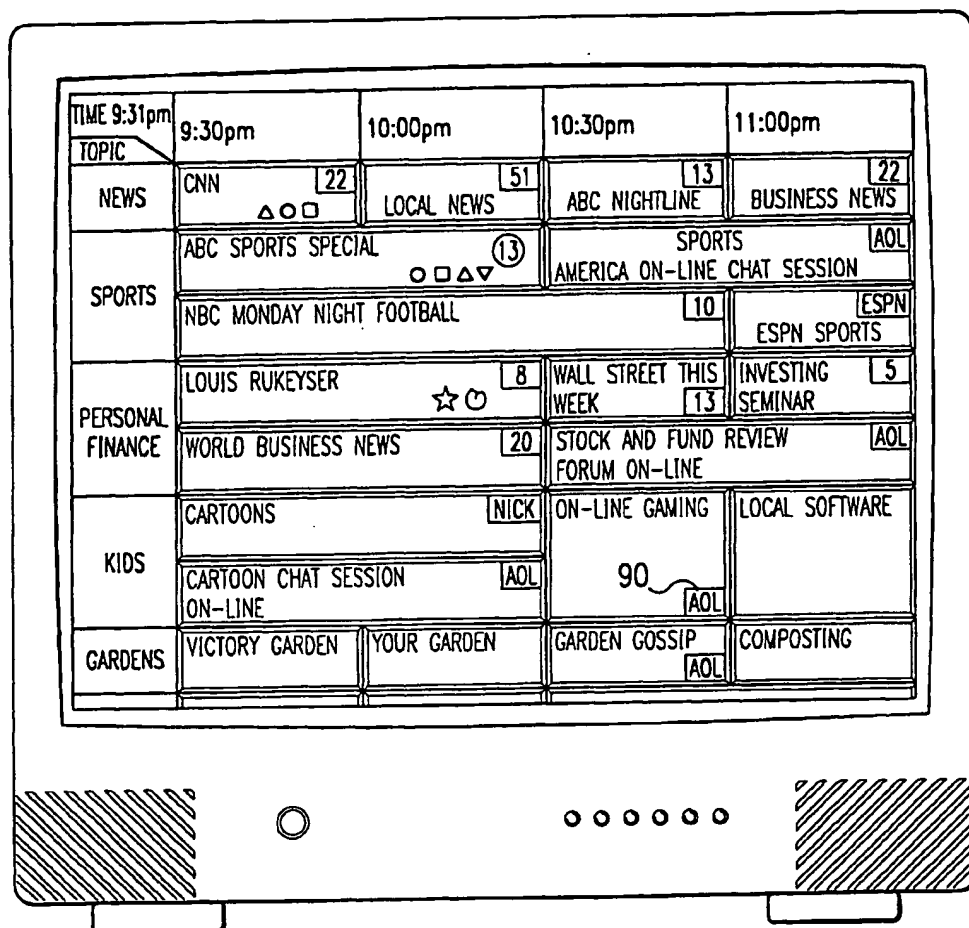 TIME 9:31pm
TOPIC
9:30pm
10:00pm
10:30pm
11:00pm
NEWS
CNN 22
51
LOCAL NEWS
13
ABC NIGHTLINE
22
BUSINESS NEWS
SPORTS
ABC SPORTS SPECIAL 13
SPORTS AOL
AMERICA ON-LINE CHAT SESSION
NBC MONDAY NIGHT FOOTBALL 10
ESPN
ESPN SPORTS
PERSONAL
FINANCE
LOUIS RUKEYSER 8
WALL STREET THIS
WEEK 13
INVESTING 5
SEMINAR
WORLD BUSINESS NEWS 20
STOCK AND FUND REVIEW AOL
FORUM ON-LINE
KIDS
CARTOONS NICK
ON-LINE GAMING
90
AOL
LOCAL SOFTWARE
CARTOON CHAT SESSION AOL
ON-LINE
GARDENS
VICTORY GARDEN
YOUR GARDEN
GARDEN GOSSIP
AOL
COMPOSTING